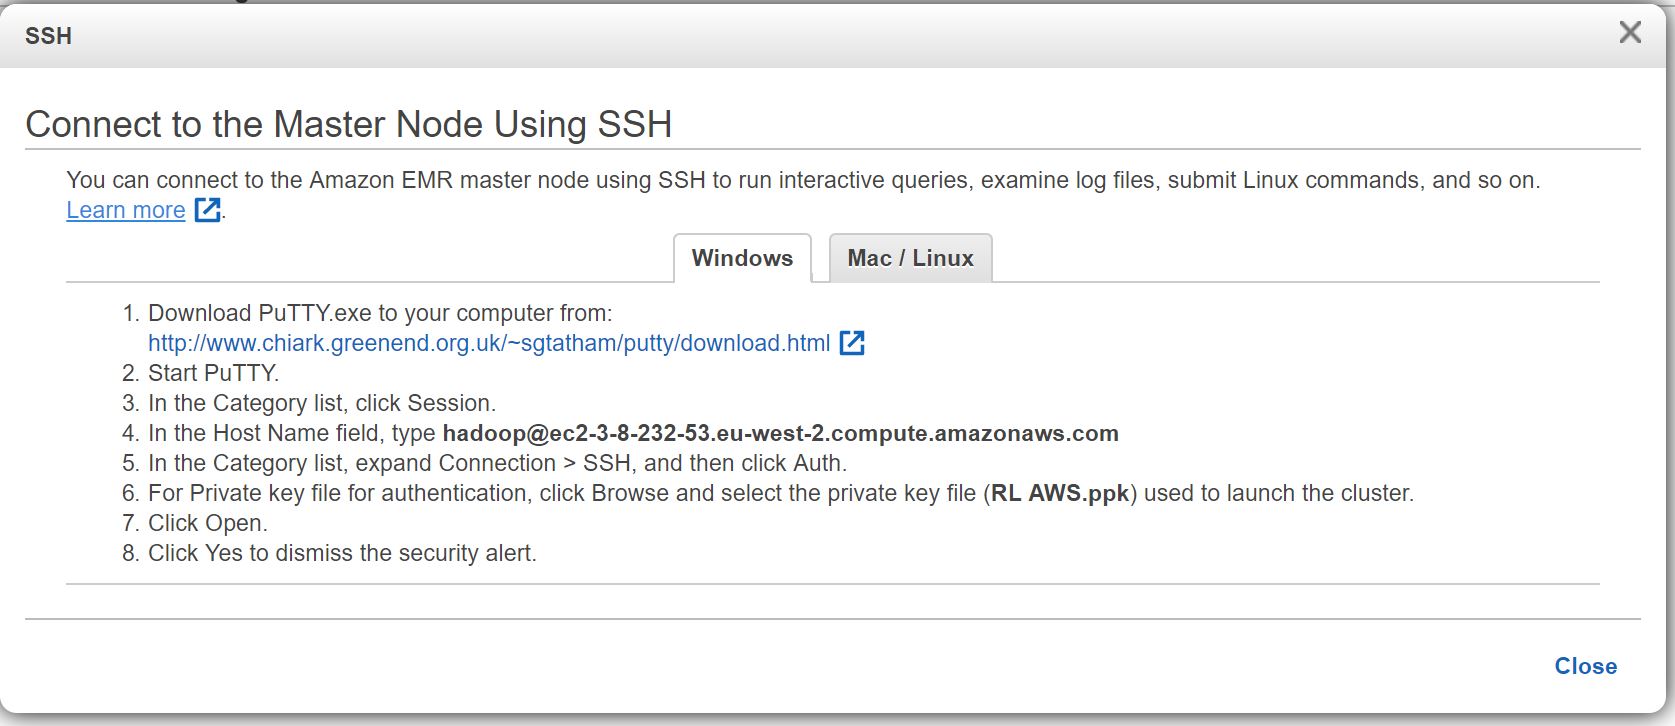 SSH
Connect to the Master Node Using SSH
You can connect to the Amazon EMR master node using SSH to run interactive queries, examine log files, submit Linux commands, and so on.
Learn more.
Windows
Mac / Linux
1. Download PuTTY.exe to your computer from:
http://www.chiark.greenend.org.uk/~sgtatham/putty/download.html
2. Start PuTTY.
3. In the Category list, click Session.
4. In the Host Name field, type hadoop@ec2-3-8-232-53.eu-west-2.compute.amazonaws.com
5. In the Category list, expand Connection > SSH, and then click Auth.
6. For Private key file for authentication, click Browse and select the private key file (RL AWS.ppk) used to launch the cluster.
7. Click Open.
8. Click Yes to dismiss the security alert.
Close